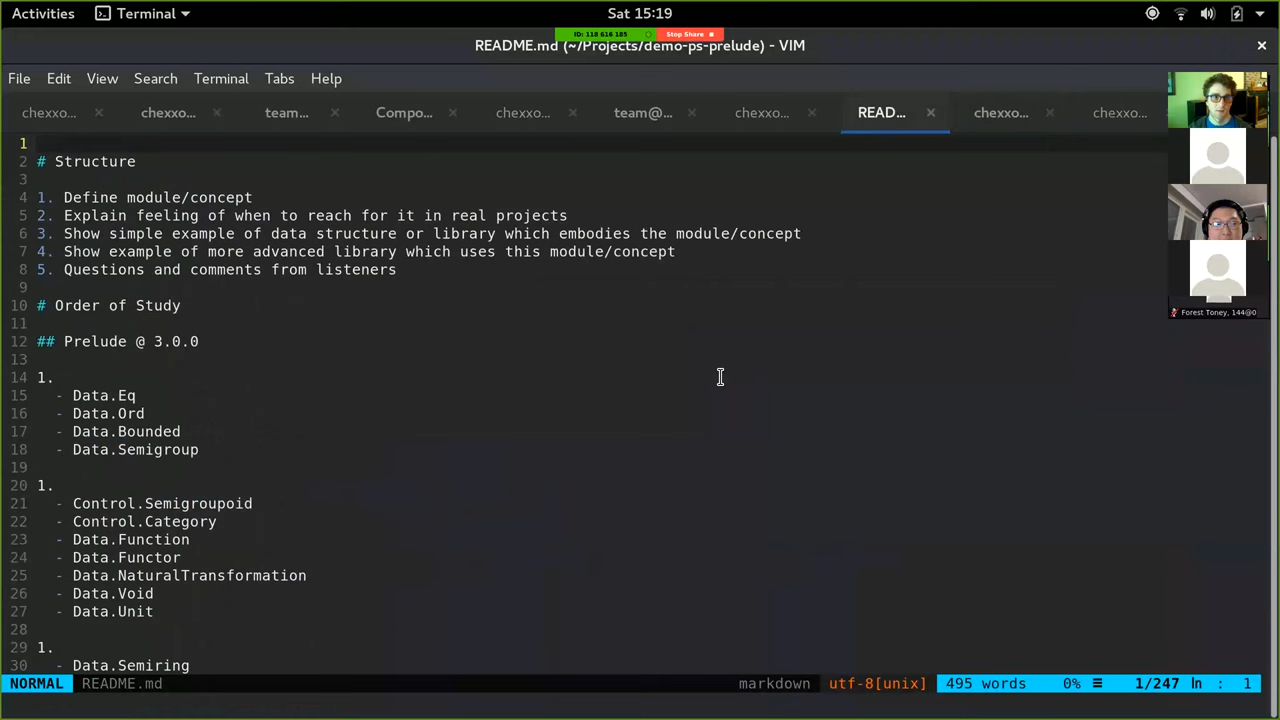 Activities Terminal Sat 15:19
ID: 118 616 185 Stop Share
README.md (~/Projects/demo-ps-prelude) - VIM
File Edit View Search Terminal Tabs Help
chexxo... chexxo... team... Compo... chexxo... team@... chexxo... READ... chexxo... chexxo...
1
2 # Structure
3
4 1. Define module/concept
5 2. Explain feeling of when to reach for it in real projects
6 3. Show simple example of data structure or library which embodies the module/concept
7 4. Show example of more advanced library which uses this module/concept
8 5. Questions and comments from listeners
9
10 # Order of Study
11
12 ## Prelude @ 3.0.0
13
14 1.
15 - Data.Eq
16 - Data.Ord
17 - Data.Bounded
18 - Data.Semigroup
19
20 1.
21 - Control.Semigroupoid
22 - Control.Category
23 - Data.Function
24 - Data.Functor
25 - Data.NaturalTransformation
26 - Data.Void
27 - Data.Unit
28
29 1.
30 - Data.Semiring
Forest Toney, 144@0
NORMAL README.md markdown utf-8[unix] 495 words 0% ≡ 1/247 ln : 1